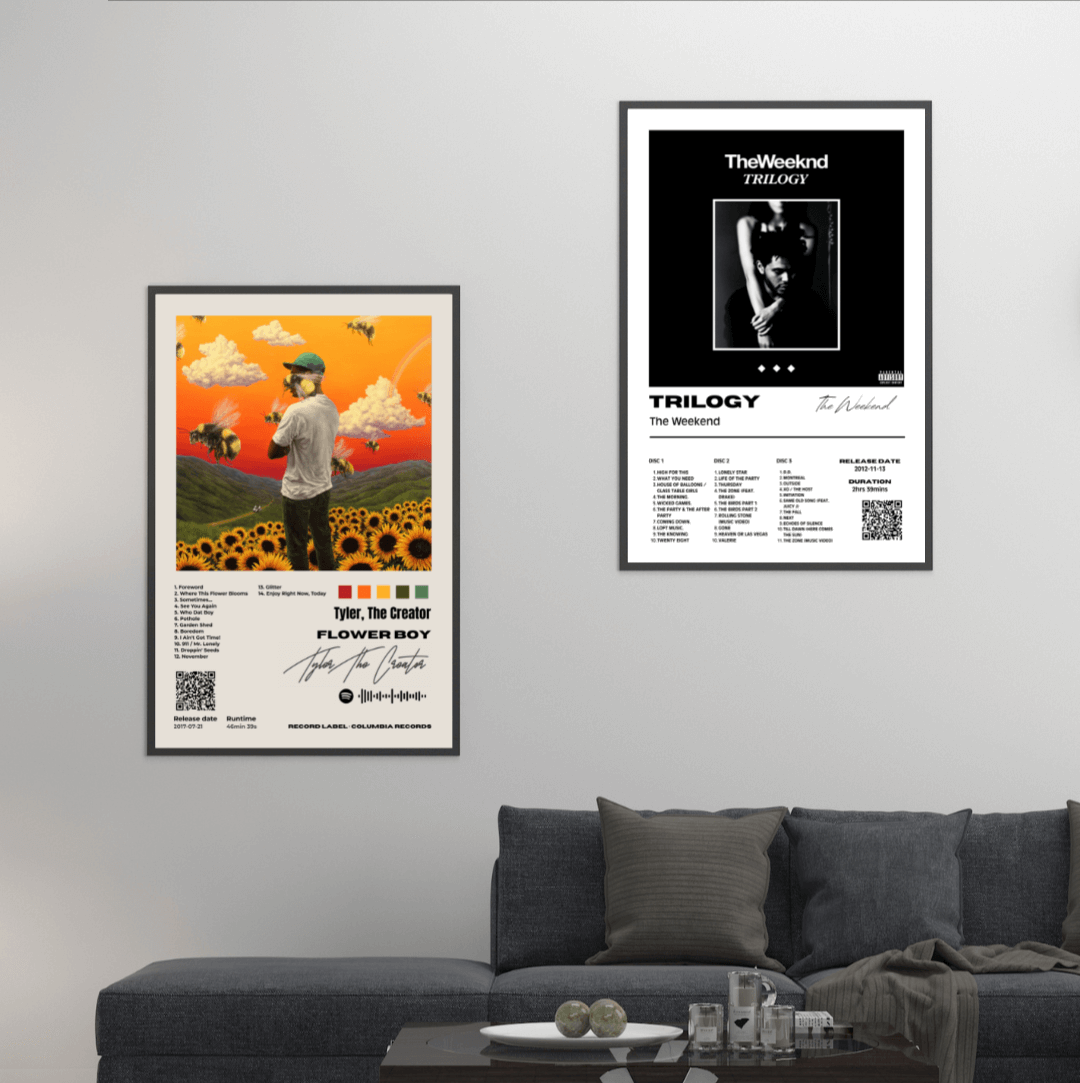 1. Foreword
2. Where This Flower Blooms
3. Sometimes...
4. See You Again
5. Who Dat Boy
6. Pothole
7. Garden Shed
8. Boredom
9. I Ain't Got Time!
10. 911 / Mr. Lonely
11. Droppin' Seeds
12. November
13. Glitter
14. Enjoy Right Now, Today
Tyler, The Creator
FLOWER BOY
Tyler The Creator
Release date
2017-07-21
Runtime
46min 39s
RECORD LABEL - COLUMBIA RECORDS
TheWeeknd
TRILOGY
PARENTAL
ADVISORY
EXPLICIT CONTENT
TRILOGY
The Weekend
The Weekend
DISC 1
1. HIGH FOR THIS
2. WHAT YOU NEED
3. HOUSE OF BALLOONS /
GLASS TABLE GIRLS
4. THE MORNING
5. WICKED GAMES
6. THE PARTY & THE AFTER
PARTY
7. COMING DOWN
8. LOFT MUSIC
9. THE KNOWING
10. TWENTY EIGHT
DISC 2
1. LONELY STAR
2. LIFE OF THE PARTY
3. THURSDAY
4. THE ZONE (FEAT.
DRAKE)
5. THE BIRDS PART 1
6. THE BIRDS PART 2
7. ROLLING STONE
(MUSIC VIDEO)
8. GONE
9. HEAVEN OR LAS VEGAS
10. VALERIE
DISC 3
1. D.D.
2. MONTREAL
3. OUTSIDE
4. XO / THE HOST
5. INITIATION
6. SAME OLD SONG (FEAT.
JUICY J)
7. THE FALL
8. NEXT
9. ECHOES OF SILENCE
10. TILL DAWN (HERE COMES
THE SUN)
11. THE ZONE (MUSIC VIDEO)
RELEASE DATE
2012-11-13
DURATION
2hrs 39mins